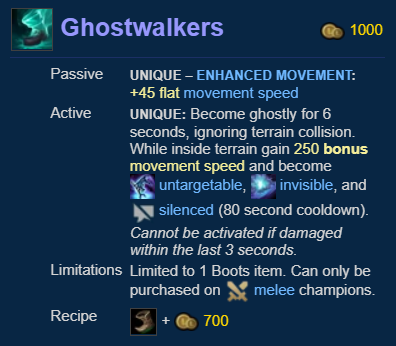 Ghostwalkers 1000
Passive UNIQUE – ENHANCED MOVEMENT:
+45 flat movement speed
Active UNIQUE: Become ghostly for 6
seconds, ignoring terrain collision.
While inside terrain gain 250 bonus
movement speed and become
untargetable, invisible, and
silenced (80 second cooldown).
Cannot be activated if damaged
within the last 3 seconds.
Limitations Limited to 1 Boots item. Can only be
purchased on melee champions.
Recipe + 700